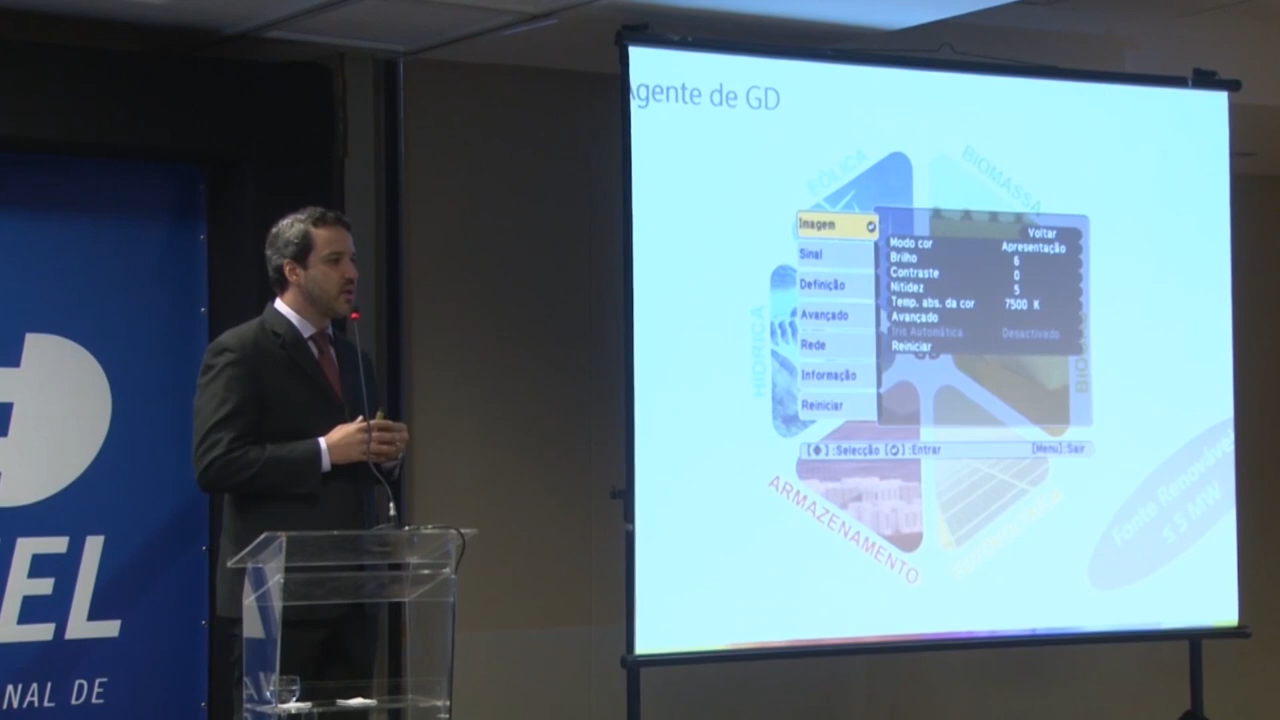 Agente de GD
EÓLICA
BIOMASSA
HÍDRICA
Imagem
Sinal
Definição
Avançado
Rede
Informação
Reiniciar
Voltar
Modo cor Apresentação
Brilho 6
Contraste 0
Nitidez 5
Temp. abs. da cor 7500 K
Avançado
Iris Automática Desactivado
Reiniciar
[◆] :Selecção [↵] :Entrar [Menu]:Sair
ARMAZENAMENTO
Fonte Renovável
≤ 5 MW
EL
NAL DE